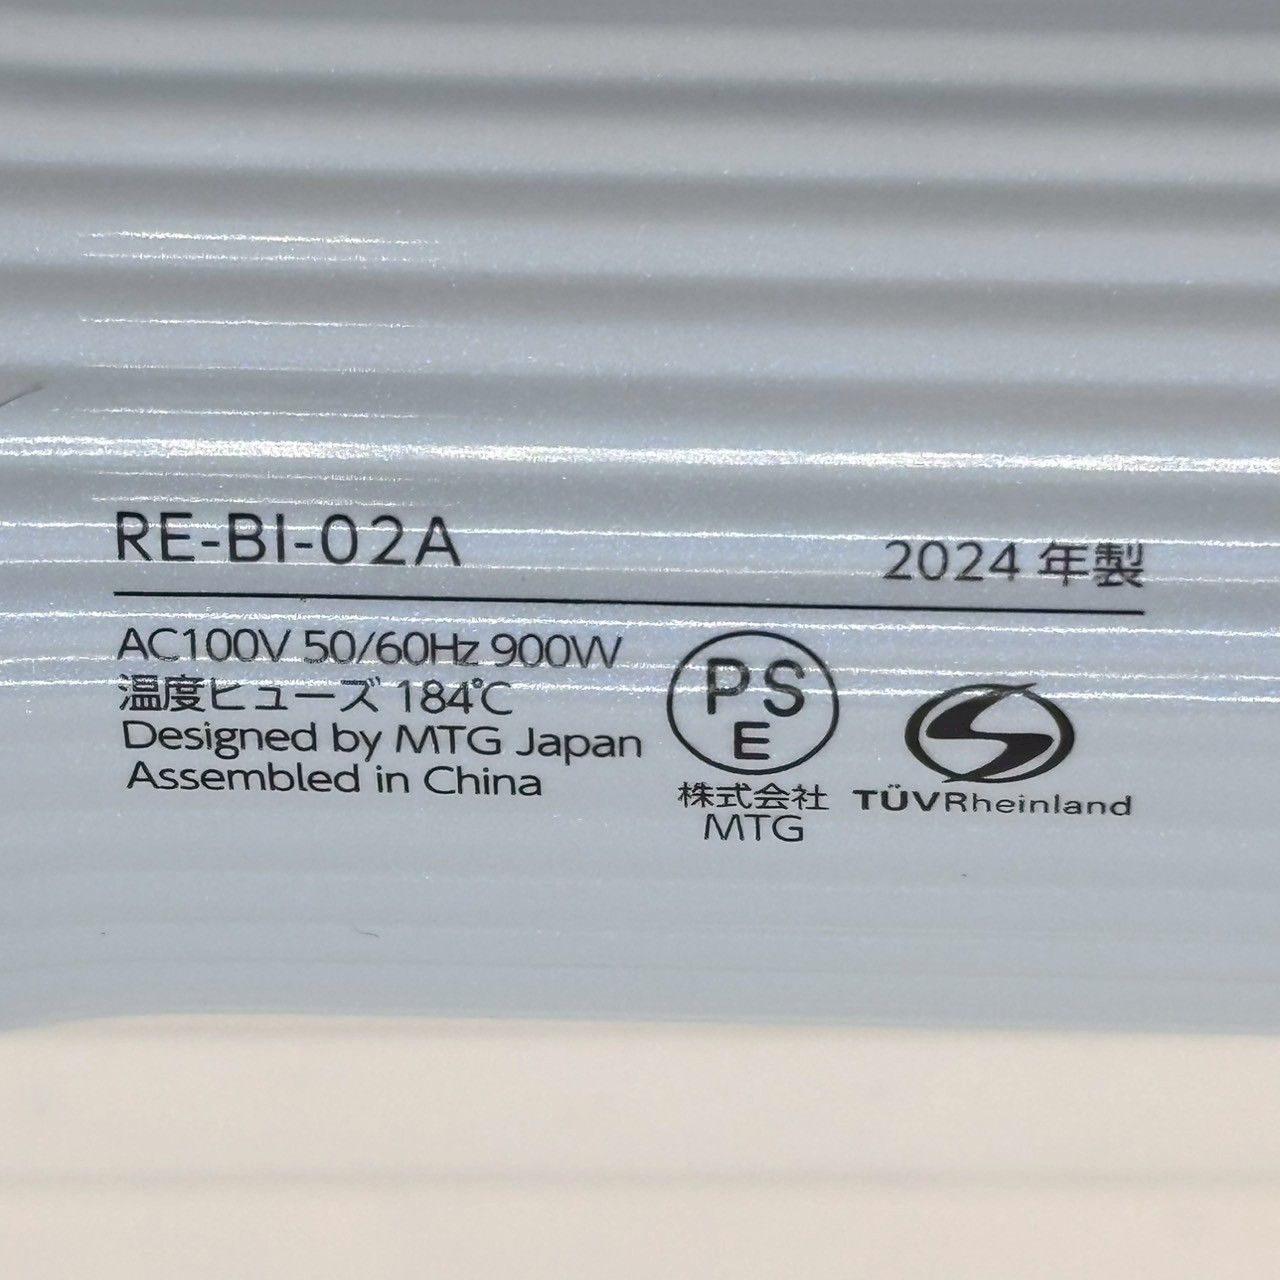 RE-BI-02A
2024 年製
AC100V 50/60Hz 900W
温度ヒューズ 184℃
Designed by MTG Japan
Assembled in China
PS
E
株式会社
MTG
TÜVRheinland